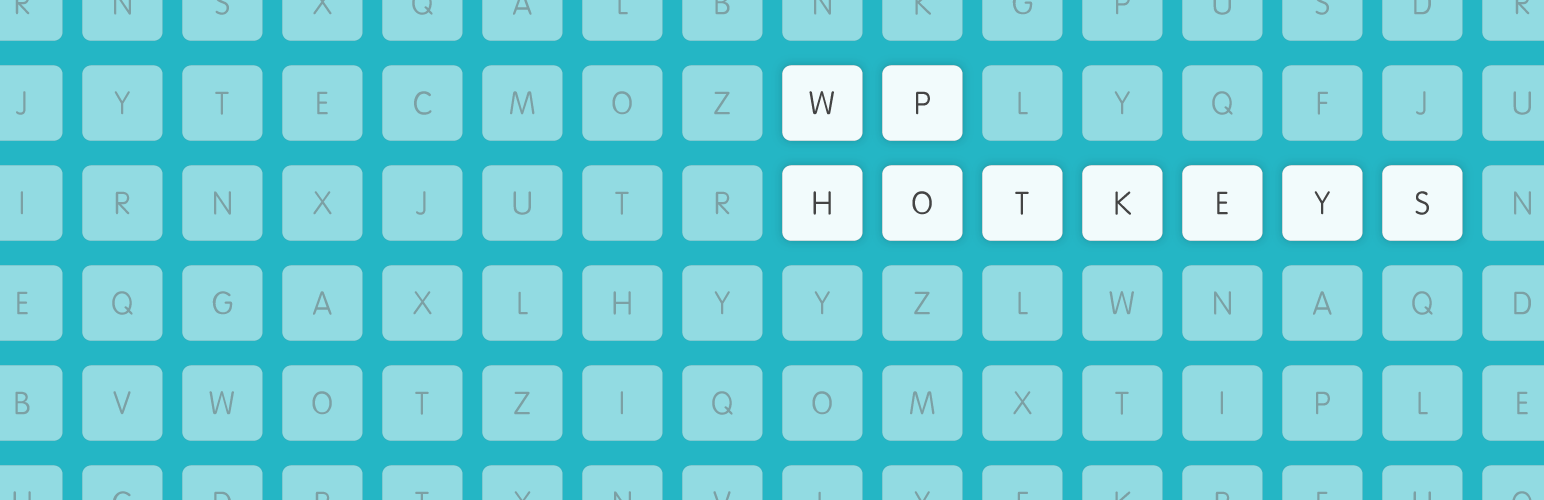 R N S X Q A L B N K G P U S D R
J Y T E C M O Z W P L Y Q F J U
I R N X J U T R H O T K E Y S N
E Q G A X L H Y Y Z L W N A Q D
B V W O T Z I Q O M X T I P L E